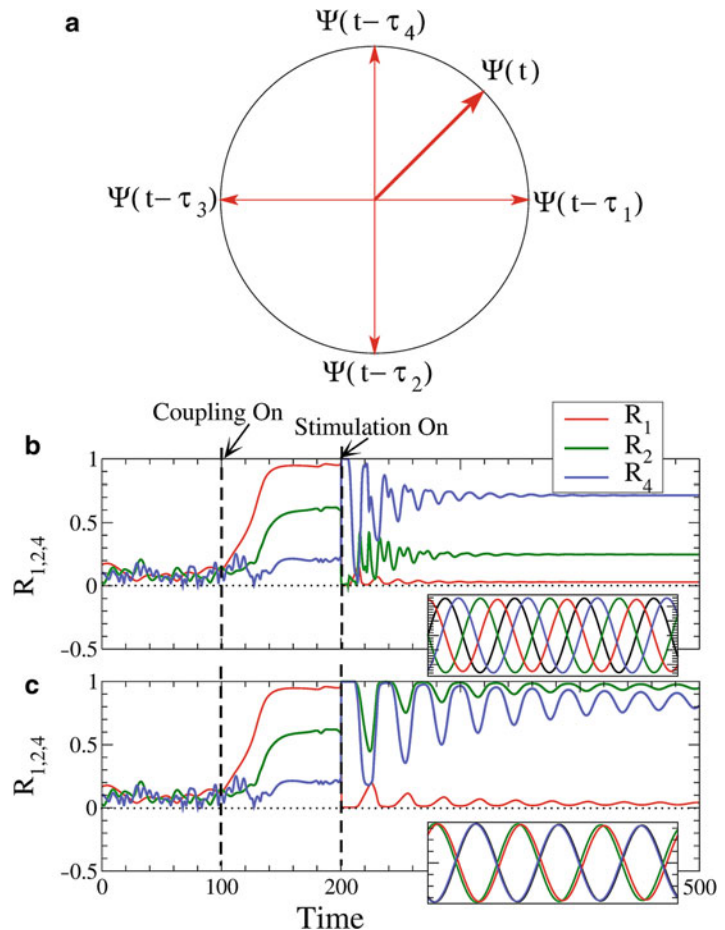 a
Ψ(t−τ₄)
Ψ(t)
Ψ(t−τ₃)
Ψ(t−τ₁)
Ψ(t−τ₂)
Coupling On
Stimulation On
R₁
R₂
R₄
b
1
0.5
0
−0.5
R₁,₂,₄
c
1
0.5
0
−0.5
R₁,₂,₄
0
100
200
500
Time